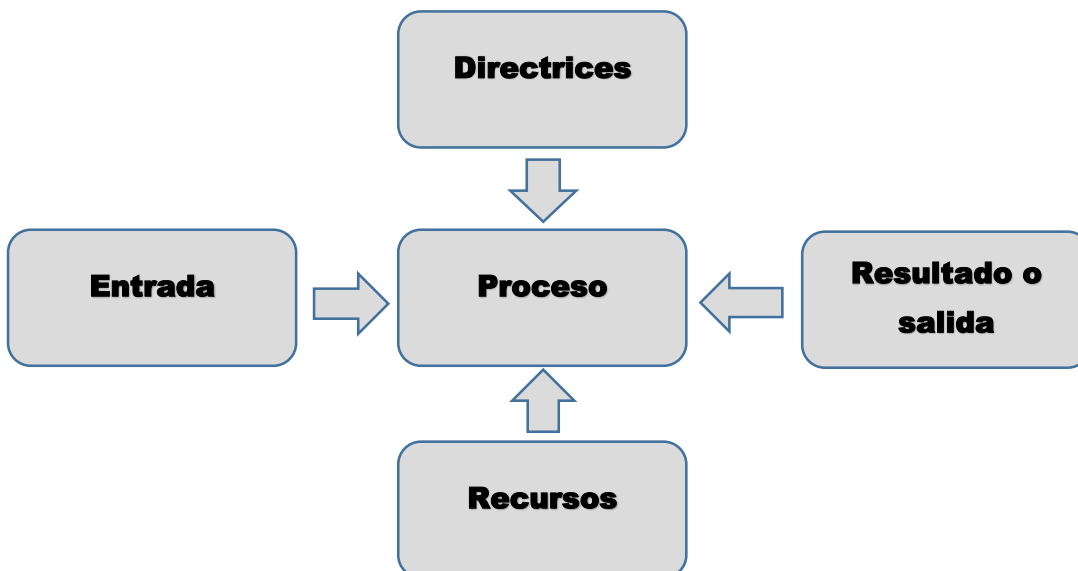 Directrices
Entrada
Proceso
Resultado o
salida
Recursos